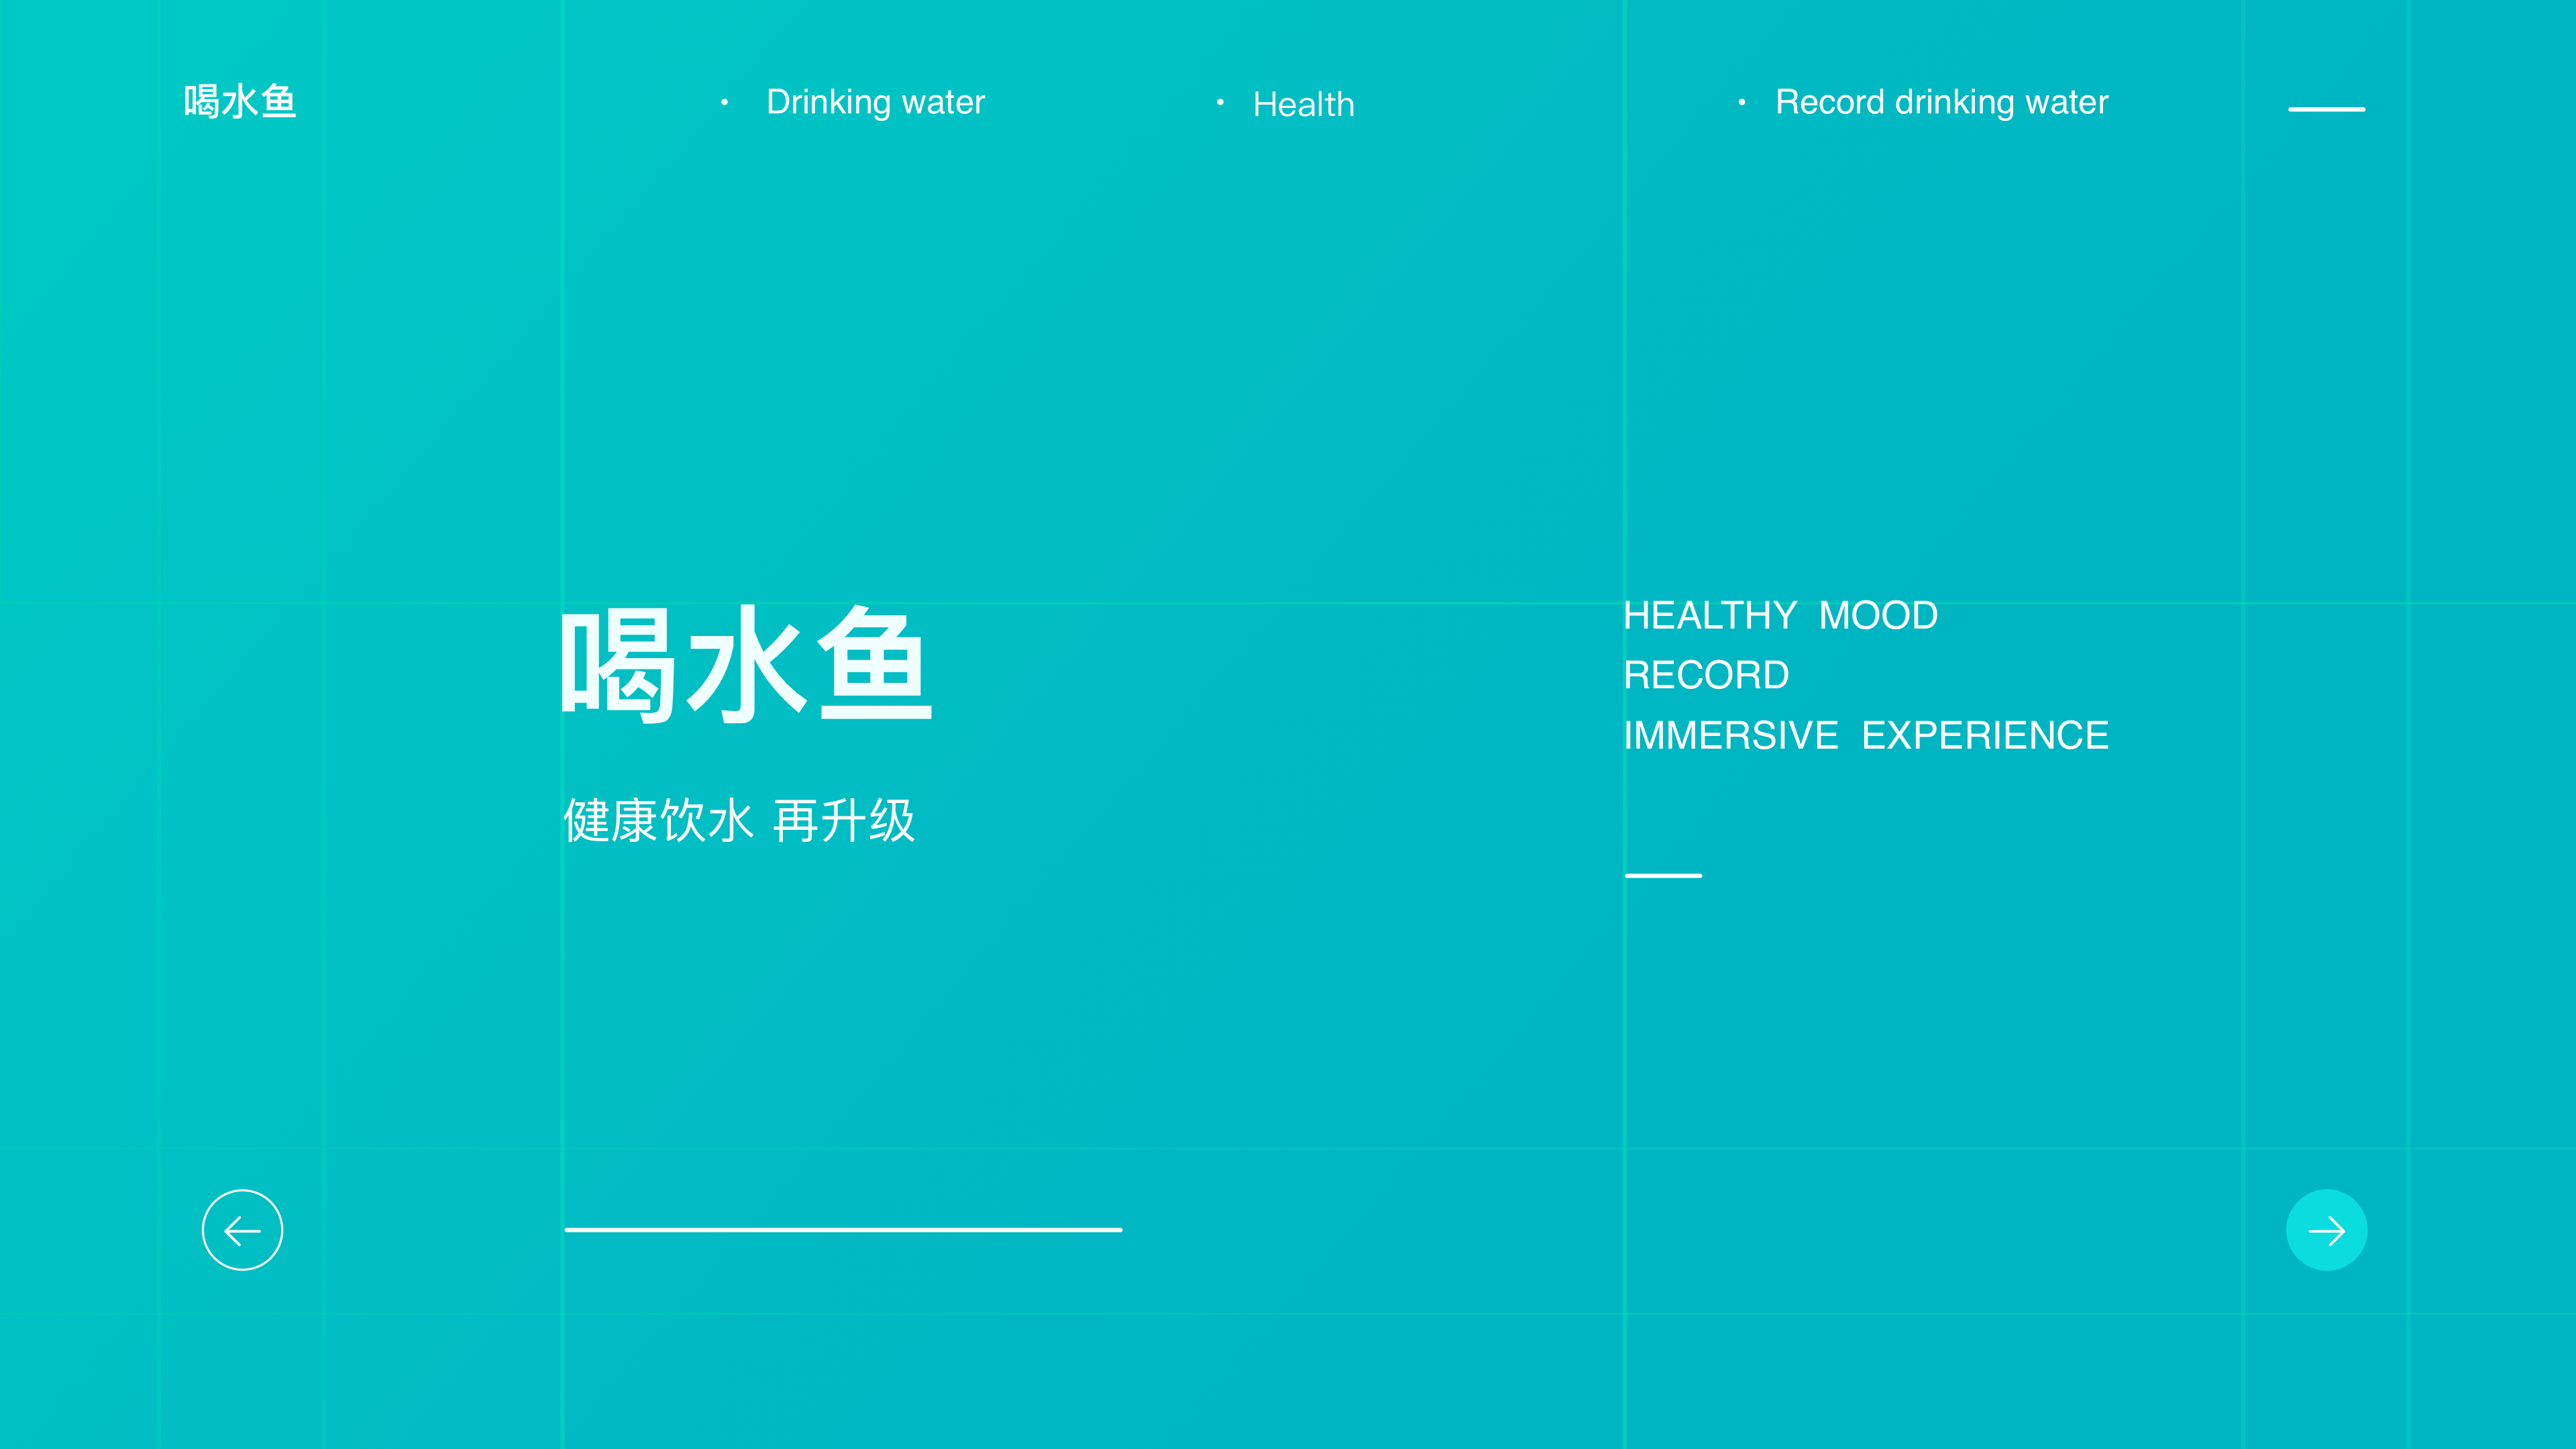 喝水鱼
Drinking water
Health
Record drinking water
喝水鱼
健康饮水 再升级
HEALTHY MOOD
RECORD
IMMERSIVE EXPERIENCE